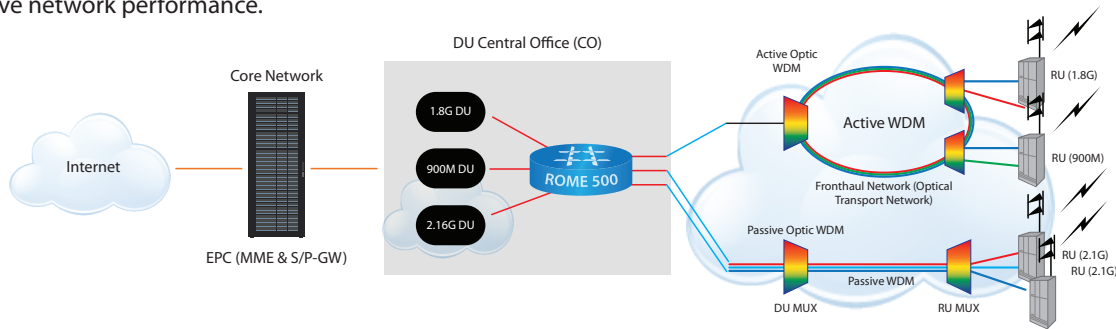 ve network performance.
DU Central Office (CO)
Core Network
Internet
EPC (MME & S/P-GW)
1.8G DU
900M DU
2.16G DU
ROME 500
Active Optic
WDM
Active WDM
Fronthaul Network (Optical
Transport Network)
RU (1.8G)
RU (900M)
Passive Optic WDM
Passive WDM
DU MUX
RU MUX
RU (2.1G)
RU (2.1G)